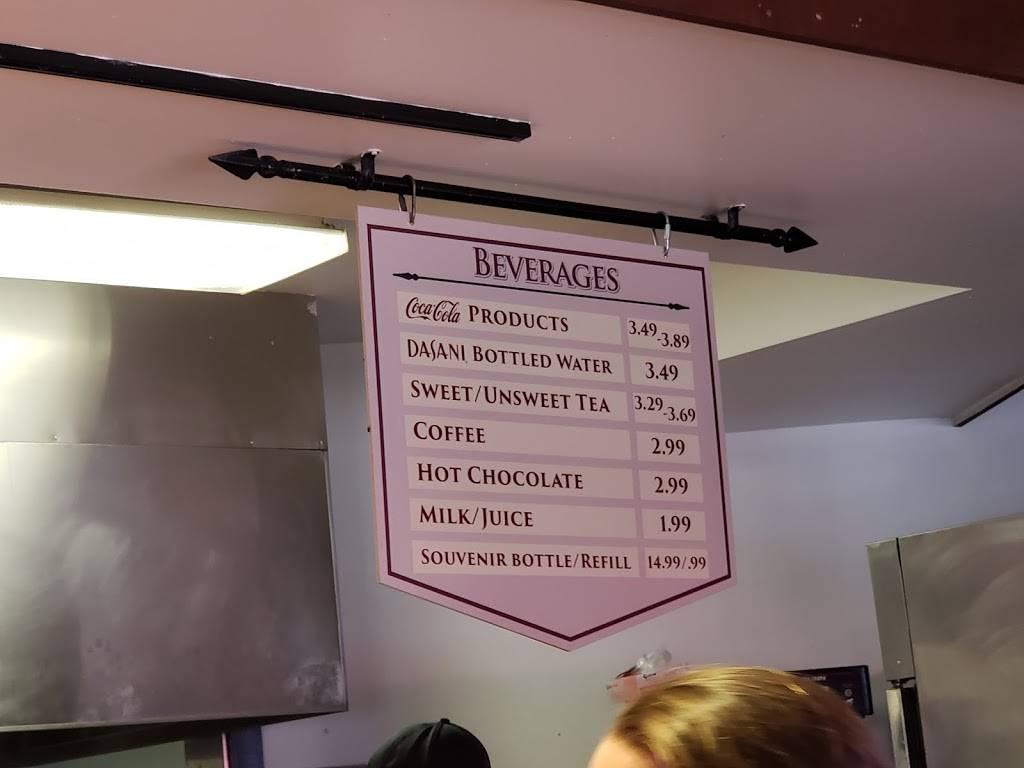 BEVERAGES
Coca-Cola PRODUCTS 3.49-3.89
DASANI BOTTLED WATER 3.49
SWEET/UNSWEET TEA 3.29-3.69
COFFEE 2.99
HOT CHOCOLATE 2.99
MILK/JUICE 1.99
SOUVENIR BOTTLE/REFILL 14.99/.99